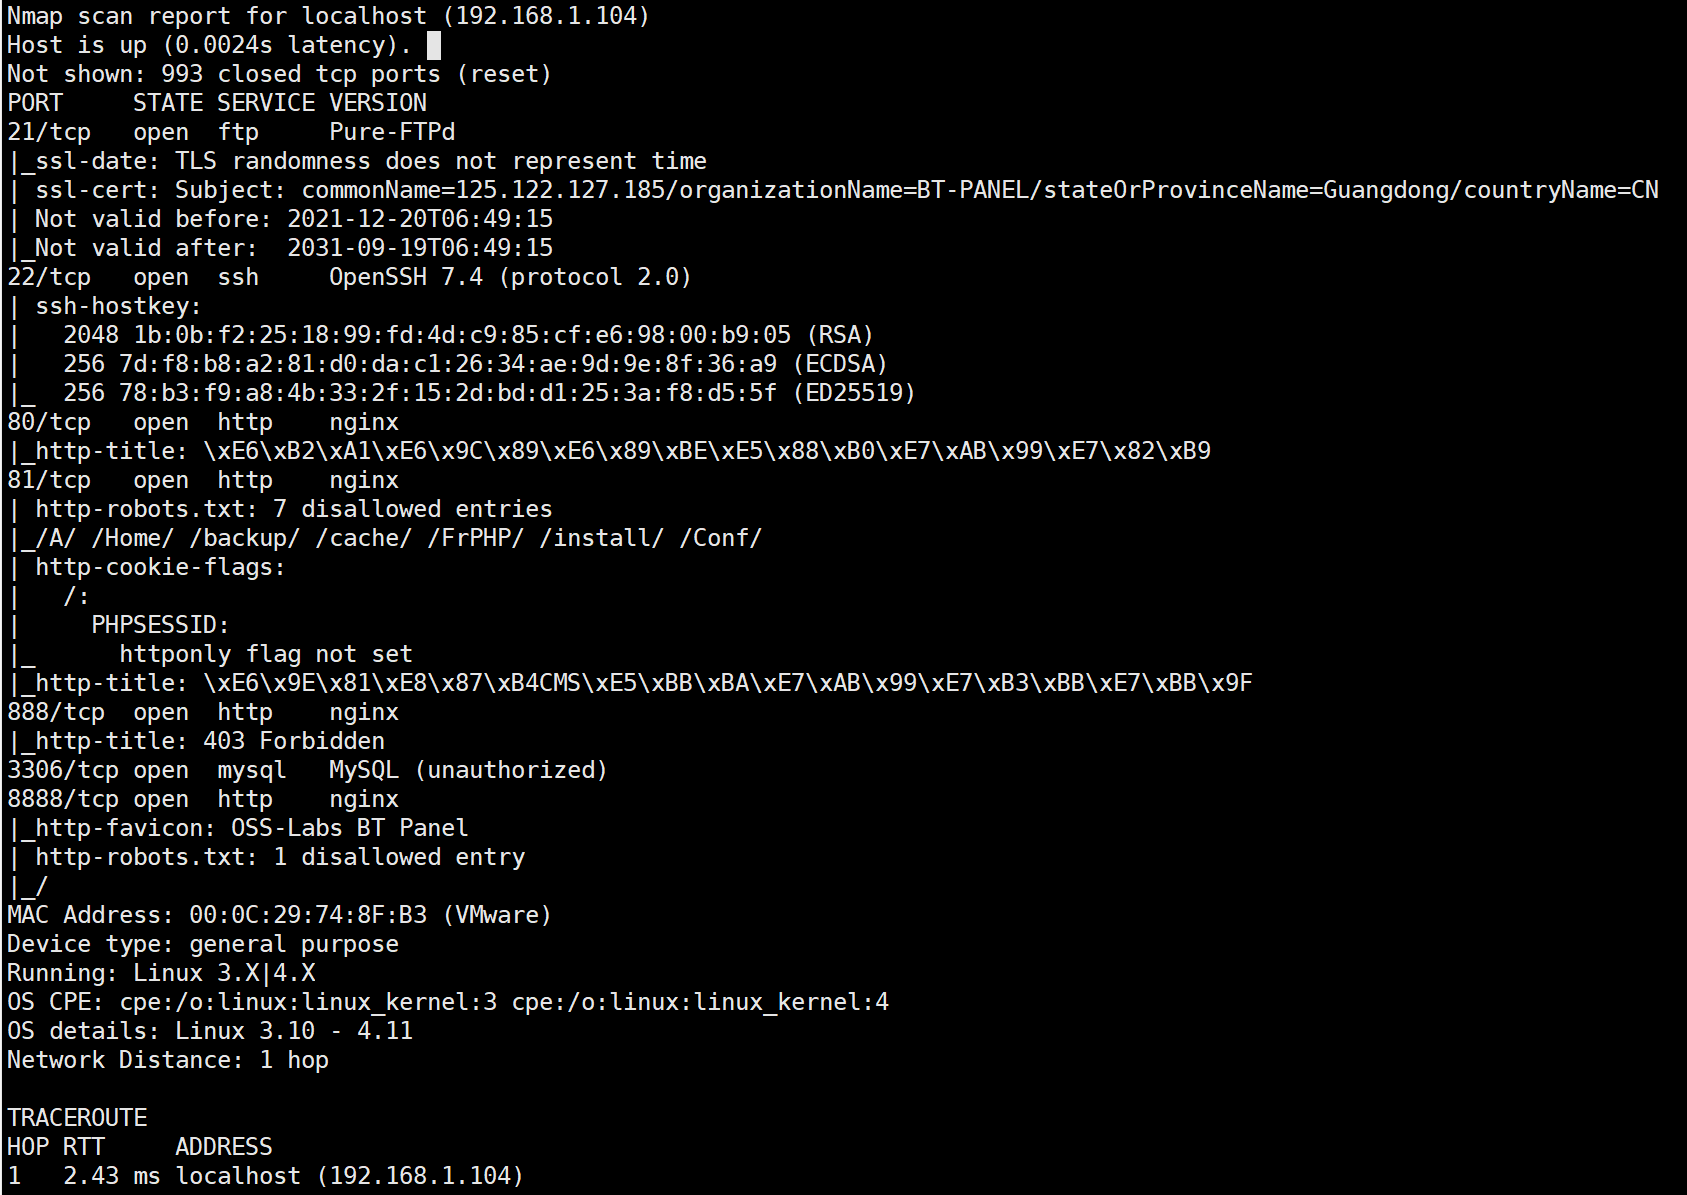 Nmap scan report for localhost (192.168.1.104)
Host is up (0.0024s latency).
Not shown: 993 closed tcp ports (reset)
PORT     STATE SERVICE VERSION
21/tcp   open  ftp     Pure-FTPd
|_ssl-date: TLS randomness does not represent time
| ssl-cert: Subject: commonName=125.122.127.185/organizationName=BT-PANEL/stateOrProvinceName=Guangdong/countryName=CN
| Not valid before: 2021-12-20T06:49:15
|_Not valid after:  2031-09-19T06:49:15
22/tcp   open  ssh     OpenSSH 7.4 (protocol 2.0)
| ssh-hostkey:
|   2048 1b:0b:f2:25:18:99:fd:4d:c9:85:cf:e6:98:00:b9:05 (RSA)
|   256 7d:f8:b8:a2:81:d0:da:c1:26:34:ae:9d:9e:8f:36:a9 (ECDSA)
|_  256 78:b3:f9:a8:4b:33:2f:15:2d:bd:d1:25:3a:f8:d5:5f (ED25519)
80/tcp   open  http    nginx
|_http-title: \xE6\xB2\xA1\xE6\x9C\x89\xE6\x89\xBE\xE5\x88\xB0\xE7\xAB\x99\xE7\x82\xB9
81/tcp   open  http    nginx
| http-robots.txt: 7 disallowed entries
|_/A/ /Home/ /backup/ /cache/ /FrPHP/ /install/ /Conf/
| http-cookie-flags:
|   /:
|     PHPSESSID:
|_      httponly flag not set
|_http-title: \xE6\x9E\x81\xE8\x87\xB4CMS\xE5\xBB\xBA\xE7\xAB\x99\xE7\xB3\xBB\xE7\xBB\x9F
888/tcp  open  http    nginx
|_http-title: 403 Forbidden
3306/tcp open  mysql   MySQL (unauthorized)
8888/tcp open  http    nginx
|_http-favicon: OSS-Labs BT Panel
| http-robots.txt: 1 disallowed entry
|_/
MAC Address: 00:0C:29:74:8F:B3 (VMware)
Device type: general purpose
Running: Linux 3.X|4.X
OS CPE: cpe:/o:linux:linux_kernel:3 cpe:/o:linux:linux_kernel:4
OS details: Linux 3.10 - 4.11
Network Distance: 1 hop

TRACEROUTE
HOP RTT     ADDRESS
1   2.43 ms localhost (192.168.1.104)